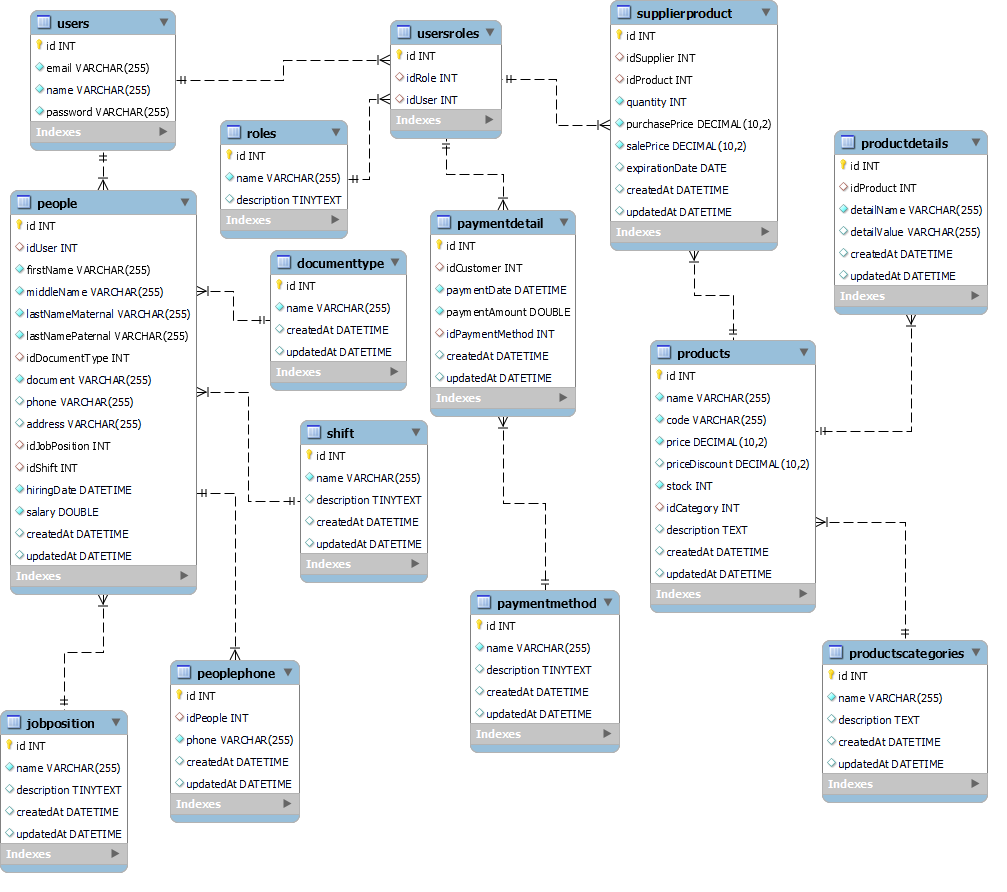 users
id INT
email VARCHAR(255)
name VARCHAR(255)
password VARCHAR(255)
Indexes
usersroles
id INT
idRole INT
idUser INT
Indexes
supplierproduct
id INT
idSupplier INT
idProduct INT
quantity INT
purchasePrice DECIMAL(10,2)
salePrice DECIMAL(10,2)
expirationDate DATE
createdAt DATETIME
updatedAt DATETIME
Indexes
roles
id INT
name VARCHAR(255)
description TINYTEXT
Indexes
productdetails
id INT
idProduct INT
detailName VARCHAR(255)
detailValue VARCHAR(255)
createdAt DATETIME
updatedAt DATETIME
Indexes
people
id INT
idUser INT
firstName VARCHAR(255)
middleName VARCHAR(255)
lastNameMaternal VARCHAR(255)
lastNamePaternal VARCHAR(255)
idDocumentType INT
document VARCHAR(255)
phone VARCHAR(255)
address VARCHAR(255)
idJobPosition INT
idShift INT
hiringDate DATETIME
salary DOUBLE
createdAt DATETIME
updatedAt DATETIME
Indexes
documenttype
id INT
name VARCHAR(255)
createdAt DATETIME
updatedAt DATETIME
Indexes
paymentdetail
id INT
idCustomer INT
paymentDate DATETIME
paymentAmount DOUBLE
idPaymentMethod INT
createdAt DATETIME
updatedAt DATETIME
Indexes
products
id INT
name VARCHAR(255)
code VARCHAR(255)
price DECIMAL(10,2)
priceDiscount DECIMAL(10,2)
stock INT
idCategory INT
description TEXT
createdAt DATETIME
updatedAt DATETIME
Indexes
shift
id INT
name VARCHAR(255)
description TINYTEXT
createdAt DATETIME
updatedAt DATETIME
Indexes
paymentmethod
id INT
name VARCHAR(255)
description TINYTEXT
createdAt DATETIME
updatedAt DATETIME
Indexes
productscategories
id INT
name VARCHAR(255)
description TEXT
createdAt DATETIME
updatedAt DATETIME
Indexes
peoplephone
id INT
idPeople INT
phone VARCHAR(255)
createdAt DATETIME
updatedAt DATETIME
Indexes
jobposition
id INT
name VARCHAR(255)
description TINYTEXT
createdAt DATETIME
updatedAt DATETIME
Indexes